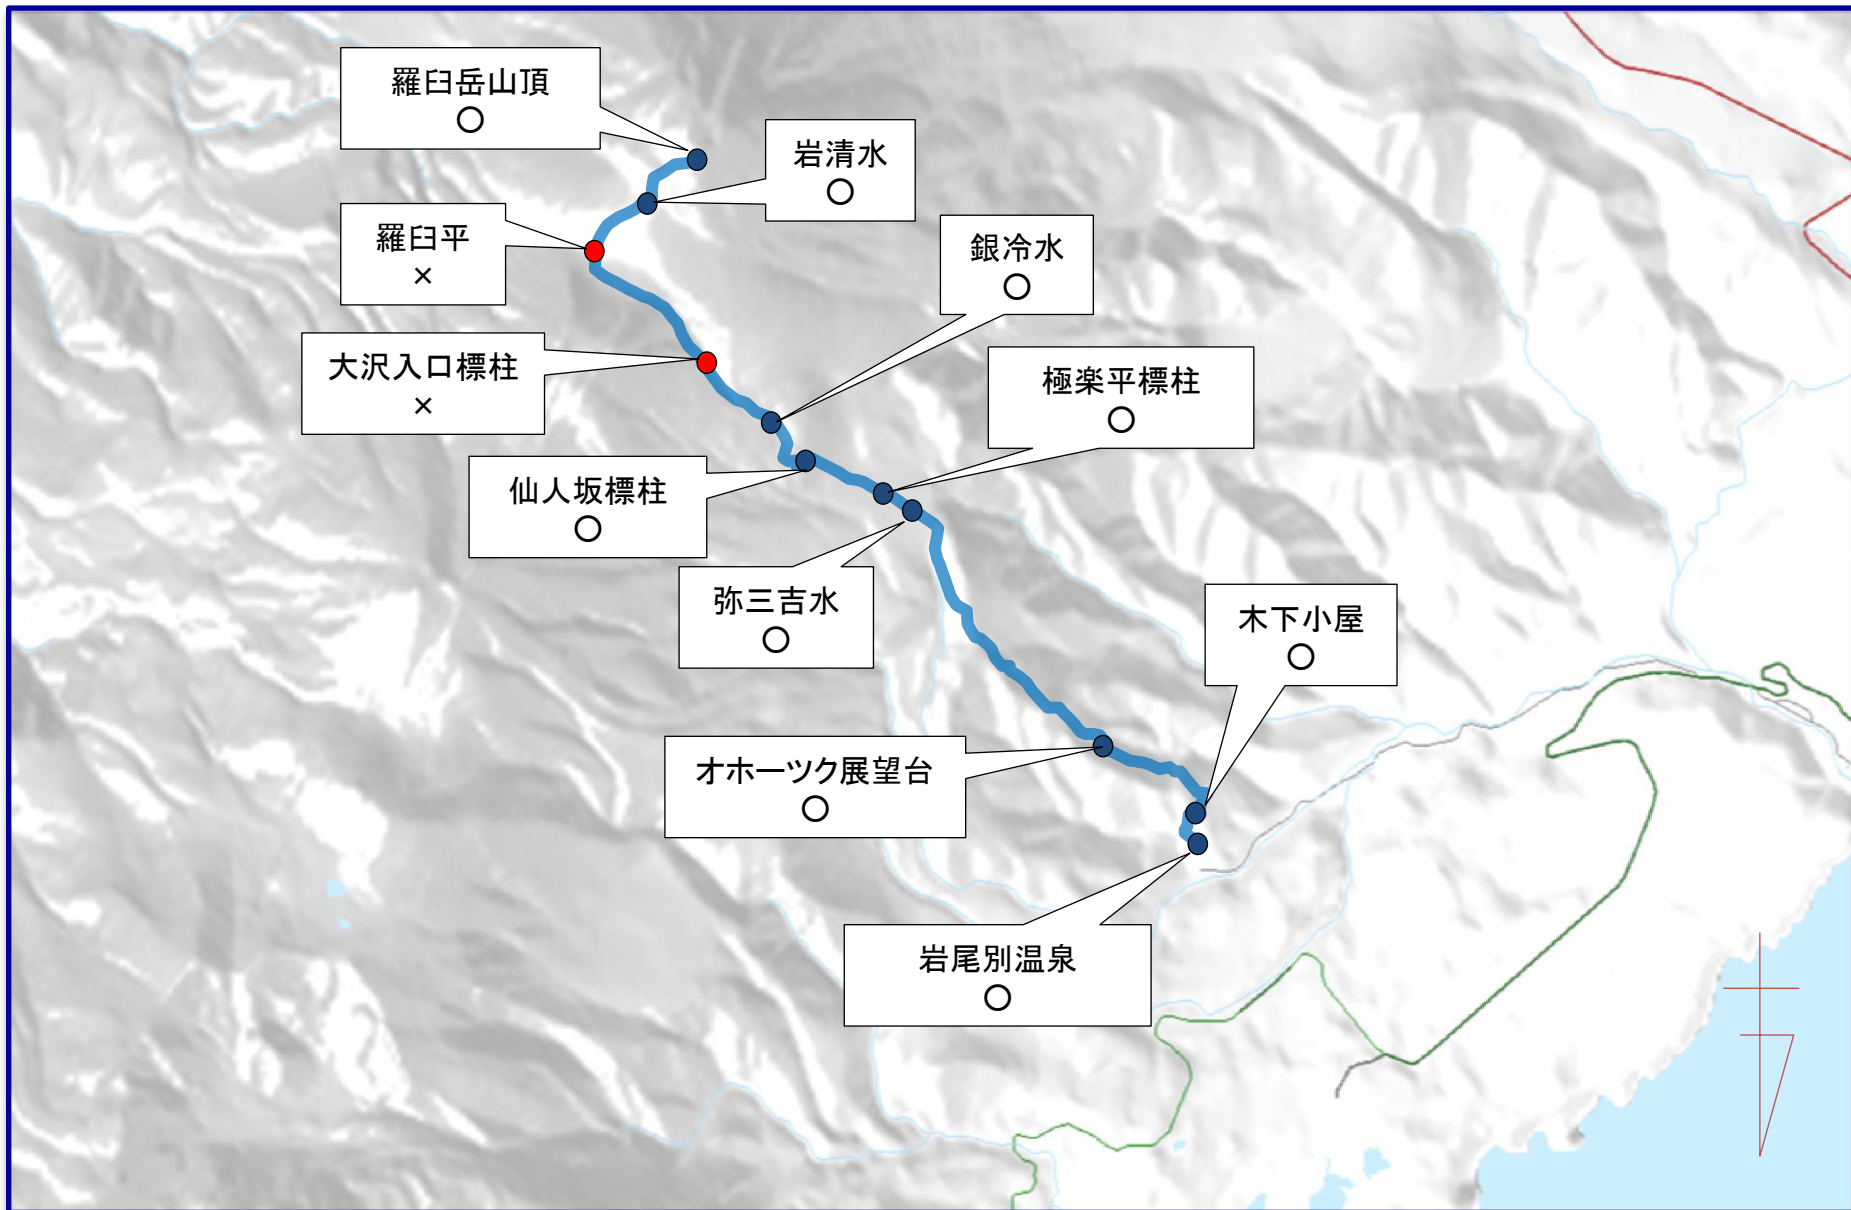 羅臼岳山頂
○
岩清水
○
羅臼平
×
銀冷水
○
大沢入口標柱
×
極楽平標柱
○
仙人坂標柱
○
弥三吉水
○
木下小屋
○
オホーツク展望台
○
岩尾別温泉
○